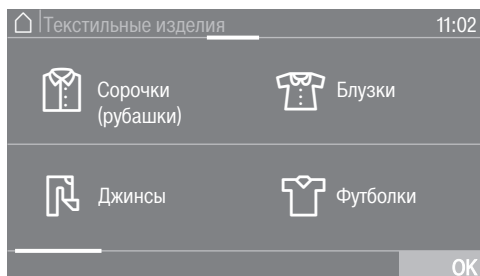 Текстильные изделия 11:02
Сорочки
(рубашки)
Блузки
Джинсы
Футболки
OK